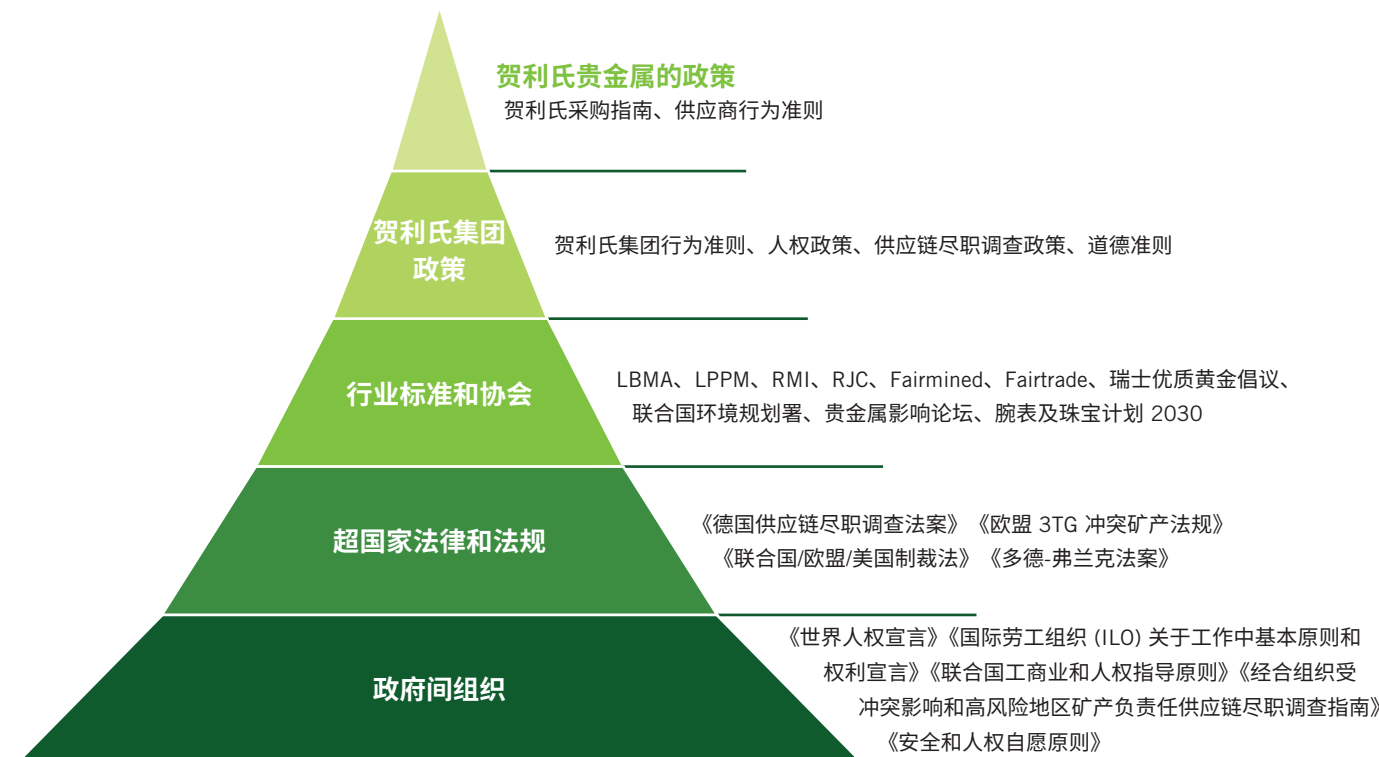 贺利氏贵金属的政策
贺利氏采购指南、供应商行为准则
贺利氏集团
政策
贺利氏集团行为准则、人权政策、供应链尽职调查政策、道德准则
行业标准和协会
LBMA、LPPM、RMI、RJC、Fairmined、Fairtrade、瑞士优质黄金倡议、
联合国环境规划署、贵金属影响论坛、腕表及珠宝计划 2030
超国家法律和法规
《德国供应链尽职调查法案》《欧盟 3TG 冲突矿产法规》
《联合国/欧盟/美国制裁法》《多德-弗兰克法案》
政府间组织
《世界人权宣言》《国际劳工组织 (ILO) 关于工作中基本原则和
权利宣言》《联合国工商业和人权指导原则》《经合组织受
冲突影响和高风险地区矿产负责任供应链尽职调查指南》
《安全和人权自愿原则》